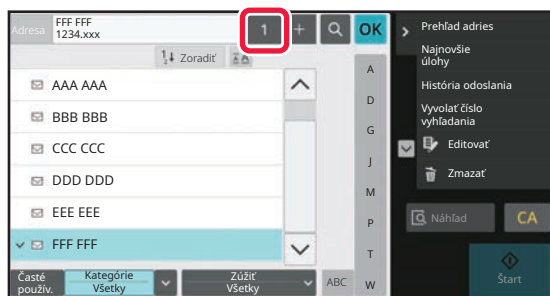 Adresa
FFF FFF
1234.xxx
1
+
OK
Zoradiť
AAA AAA
BBB BBB
CCC CCC
DDD DDD
EEE EEE
FFF FFF
A
D
G
J
M
P
T
W
Časté
použív.
Kategórie
Všetky
Zúžiť
Všetky
ABC
Prehľad adries
Najnovšie
úlohy
História odoslania
Vyvolať číslo
vyhľadania
Editovať
Zmazať
Náhľad
CA
Štart